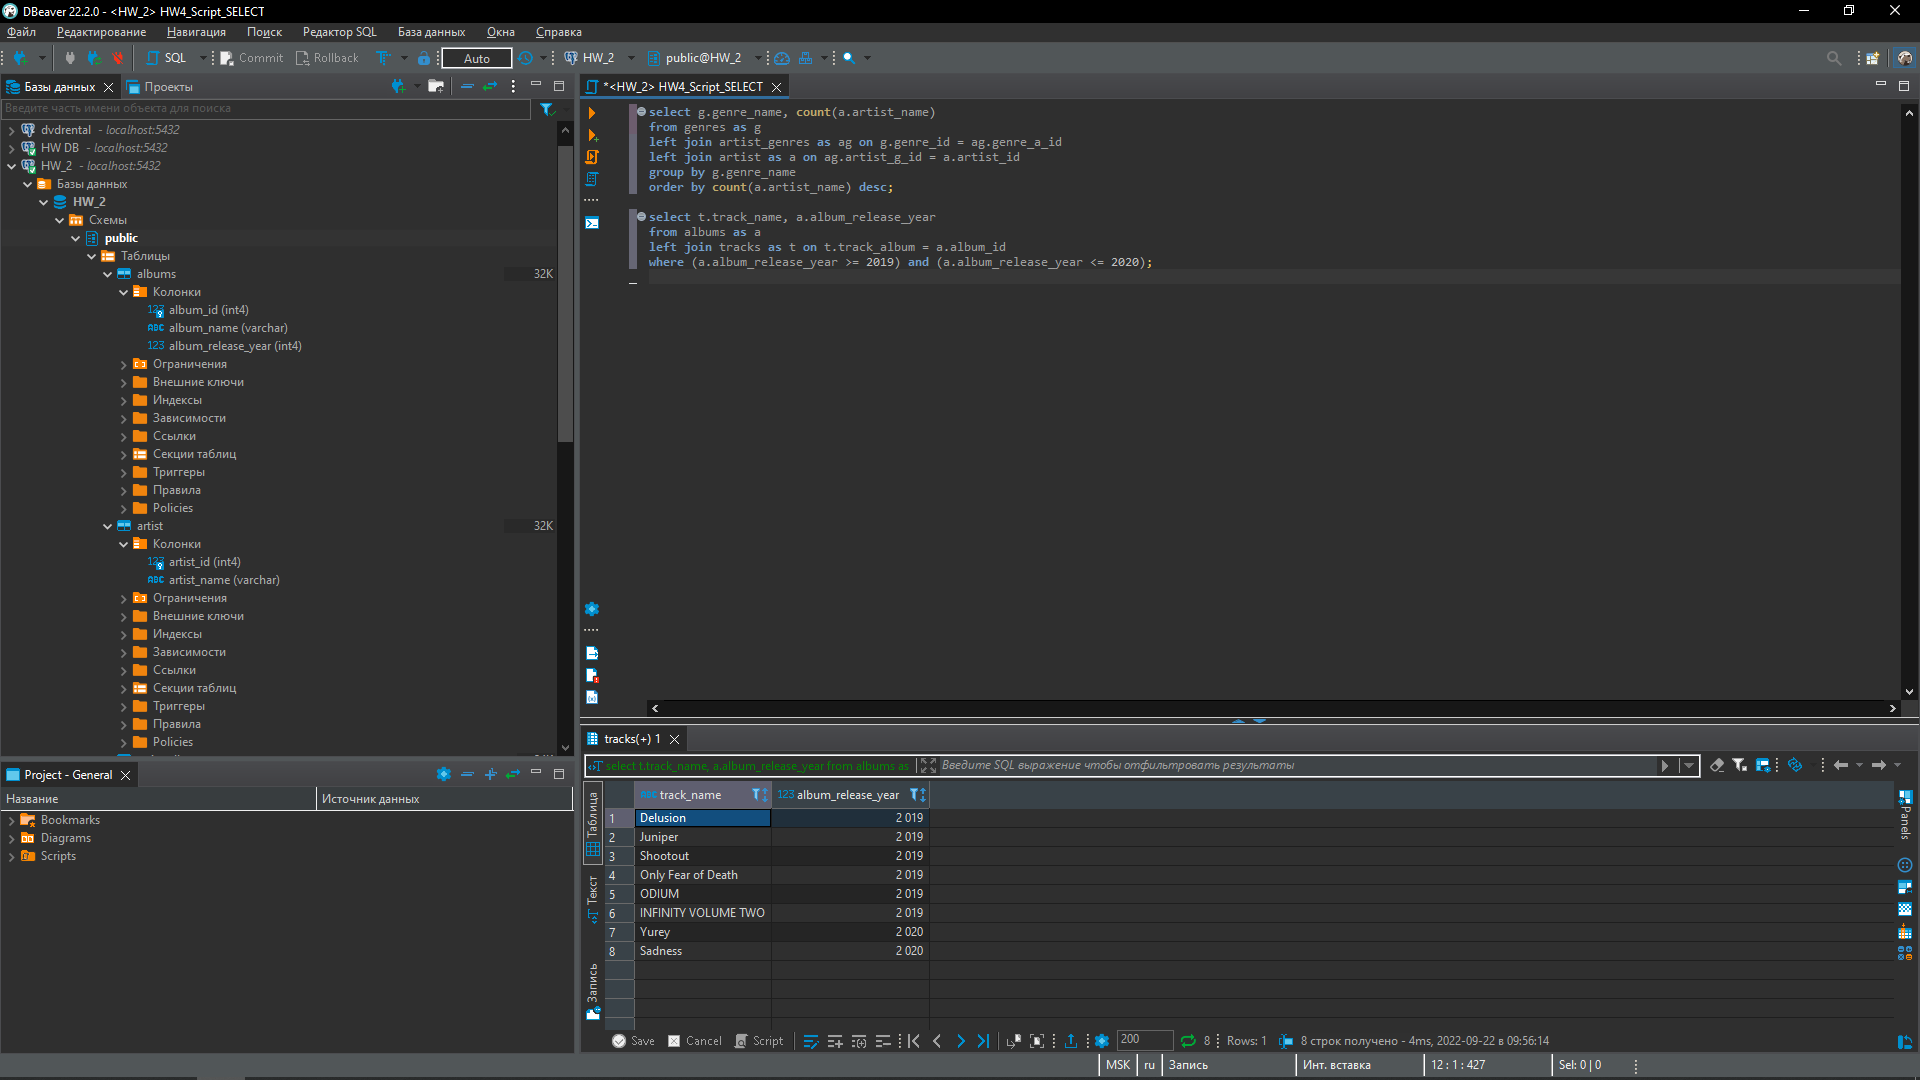 DBeaver 22.2.0 - <HW_2> HW4_Script_SELECT
Файл Редактирование Навигация Поиск Редактор SQL База данных Окна Справка
SQL Commit Rollback Auto HW_2 public@HW_2
Базы данных Проекты
Введите часть имени объекта для поиска
dvdrental - localhost:5432
HW DB - localhost:5432
HW_2 - localhost:5432
Базы данных
HW_2
Схемы
public
Таблицы
albums 32K
Колонки
album_id (int4)
album_name (varchar)
album_release_year (int4)
Ограничения
Внешние ключи
Индексы
Зависимости
Ссылки
Секции таблиц
Триггеры
Правила
Policies
artist 32K
Колонки
artist_id (int4)
artist_name (varchar)
Ограничения
Внешние ключи
Индексы
Зависимости
Ссылки
Секции таблиц
Триггеры
Правила
Policies
Project - General
Название Источник данных
Bookmarks
Diagrams
Scripts
*<HW_2> HW4_Script_SELECT
select g.genre_name, count(a.artist_name)
from genres as g
left join artist_genres as ag on g.genre_id = ag.genre_a_id
left join artist as a on ag.artist_g_id = a.artist_id
group by g.genre_name
order by count(a.artist_name) desc;
select t.track_name, a.album_release_year
from albums as a
left join tracks as t on t.track_album = a.album_id
where (a.album_release_year >= 2019) and (a.album_release_year <= 2020);
tracks(+) 1
select t.track_name, a.album_release_year from albums as Введите SQL выражение чтобы отфильтровать результаты
Таблица
Текст
Запись
ABC track_name 123 album_release_year
1 Delusion 2 019
2 Juniper 2 019
3 Shootout 2 019
4 Only Fear of Death 2 019
5 ODIUM 2 019
6 INFINITY VOLUME TWO 2 019
7 Yurey 2 020
8 Sadness 2 020
Panels
Save Cancel Script 200 8 Rows: 1 8 строк получено - 4ms, 2022-09-22 в 09:56:14
MSK ru Запись Инт. вставка 12 : 1 : 427 Sel: 0 | 0